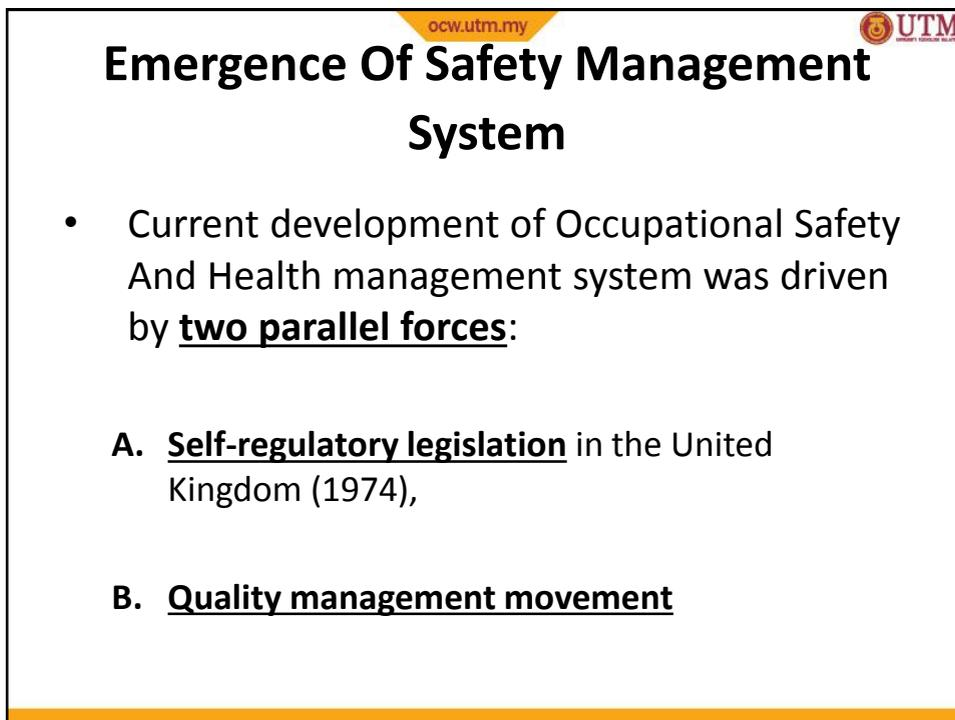 ocw.utm.my
UTM
Emergence Of Safety Management
System
• Current development of Occupational Safety
And Health management system was driven
by two parallel forces:
A. Self-regulatory legislation in the United
Kingdom (1974),
B. Quality management movement